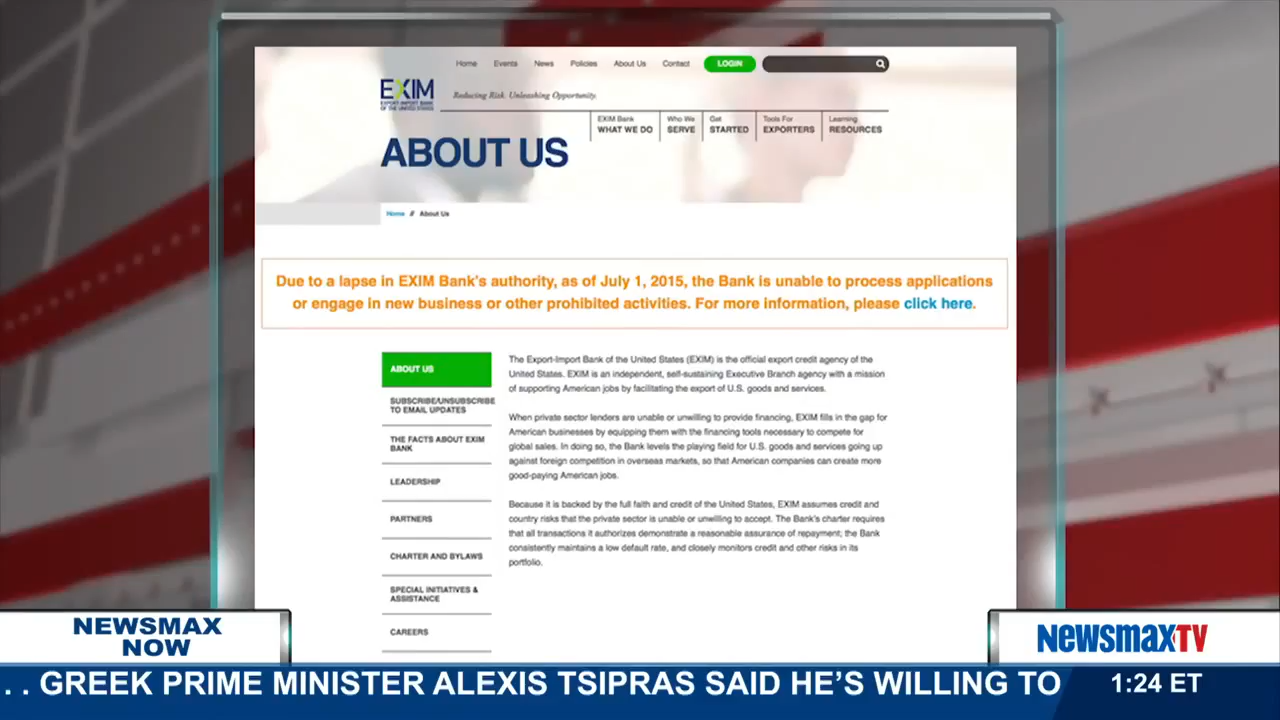 Home Events News Policies About Us Contact LOGIN
EXIM
EXPORT-IMPORT BANK
OF THE UNITED STATES
Reducing Risk. Unleashing Opportunity.
EXIM Bank
WHAT WE DO
Who We
SERVE
Get
STARTED
Tools For
EXPORTERS
Learning
RESOURCES
ABOUT US
Home // About Us
Due to a lapse in EXIM Bank's authority, as of July 1, 2015, the Bank is unable to process applications
or engage in new business or other prohibited activities. For more information, please click here.
ABOUT US
SUBSCRIBE/UNSUBSCRIBE
TO EMAIL UPDATES
THE FACTS ABOUT EXIM
BANK
LEADERSHIP
PARTNERS
CHARTER AND BYLAWS
SPECIAL INITIATIVES &
ASSISTANCE
CAREERS
The Export-Import Bank of the United States (EXIM) is the official export credit agency of the
United States. EXIM is an independent, self-sustaining Executive Branch agency with a mission
of supporting American jobs by facilitating the export of U.S. goods and services.
When private sector lenders are unable or unwilling to provide financing, EXIM fills in the gap for
American businesses by equipping them with the financing tools necessary to compete for
global sales. In doing so, the Bank levels the playing field for U.S. goods and services going up
against foreign competition in overseas markets, so that American companies can create more
good-paying American jobs.
Because it is backed by the full faith and credit of the United States, EXIM assumes credit and
country risks that the private sector is unable or unwilling to accept. The Bank's charter requires
that all transactions it authorizes demonstrate a reasonable assurance of repayment; the Bank
consistently maintains a low default rate, and closely monitors credit and other risks in its
portfolio.
NEWSMAX
NOW
NEWSMAXTV
. . GREEK PRIME MINISTER ALEXIS TSIPRAS SAID HE'S WILLING TO
1:24 ET